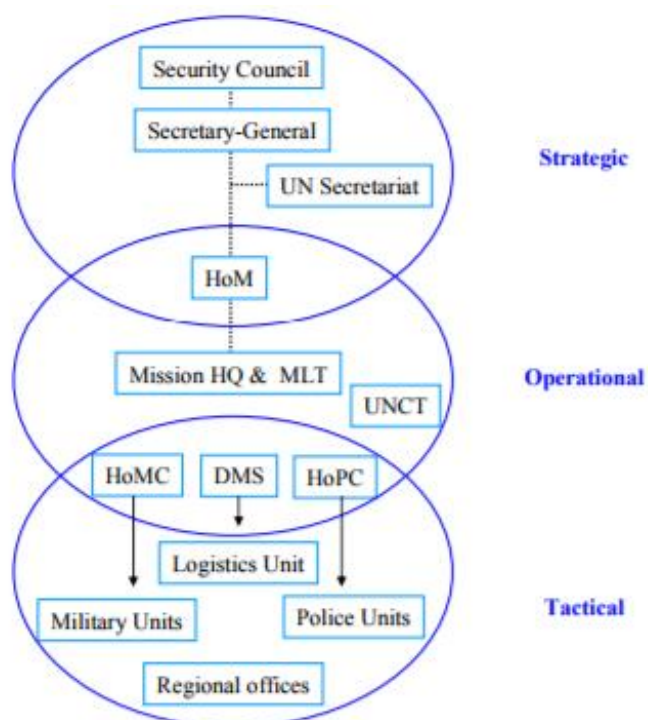 Security Council
Secretary-General
Strategic
UN Secretariat
HoM
Mission HQ & MLT
Operational
UNCT
HoMC
DMS
HoPC
Logistics Unit
Military Units
Police Units
Tactical
Regional offices